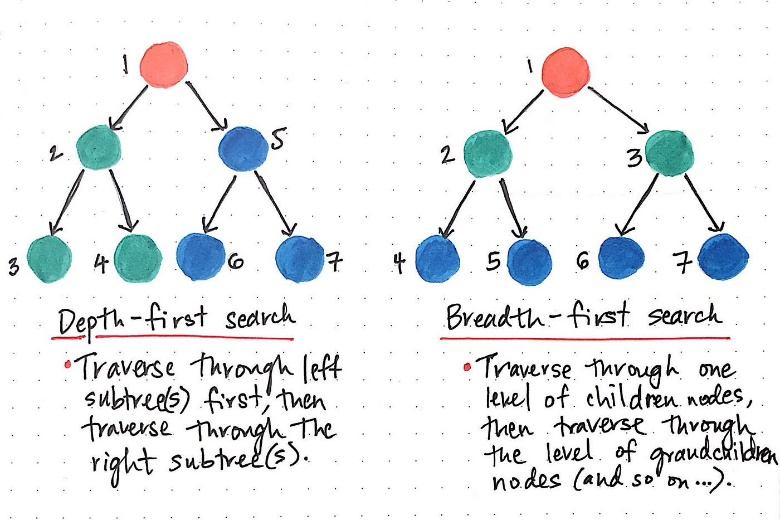 1
2
5
3
4
6
7
Depth-first search
•Traverse through left
subtree(s) first, then
traverse through the
right subtree(s).
1
2
3
4
5
6
7
Breadth-first search
•Traverse through one
level of children nodes,
then traverse through
the level of grandchildren
nodes (and so on...).